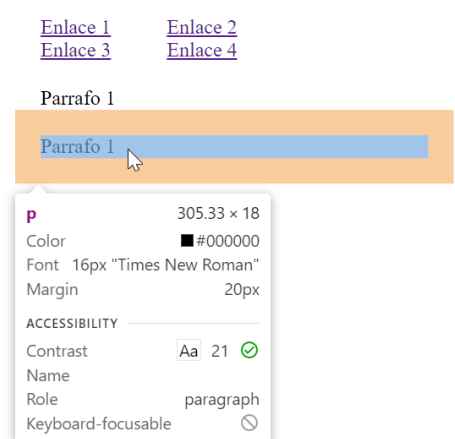 Enlace 1 Enlace 2
Enlace 3 Enlace 4
Parrafo 1
Parrafo 1
p 305.33 × 18
Color #000000
Font 16px "Times New Roman"
Margin 20px
ACCESSIBILITY
Contrast Aa 21
Name
Role paragraph
Keyboard-focusable